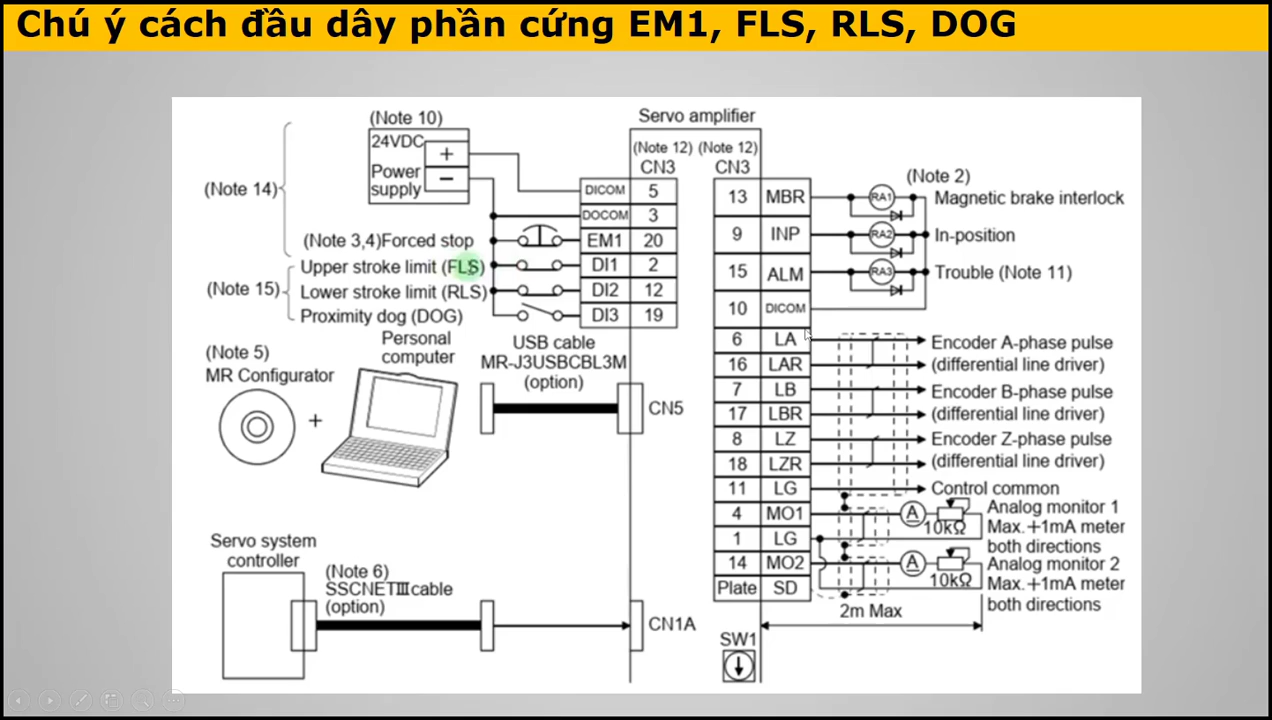 Chú ý cách đầu dây phần cứng EM1, FLS, RLS, DOG
Servo amplifier
(Note 10)
24VDC
+
Power
supply
−
(Note 14)
(Note 12)
CN3
(Note 12)
CN3
DICOM 5
DOCOM 3
(Note 3,4)Forced stop
EM1 20
Upper stroke limit (FLS)
DI1 2
(Note 15)
Lower stroke limit (RLS)
DI2 12
Proximity dog (DOG)
DI3 19
(Note 2)
13 MBR RA1 Magnetic brake interlock
9 INP RA2 In-position
15 ALM RA3 Trouble (Note 11)
10 DICOM
6 LA Encoder A-phase pulse
16 LAR (differential line driver)
7 LB Encoder B-phase pulse
17 LBR (differential line driver)
8 LZ Encoder Z-phase pulse
18 LZR (differential line driver)
11 LG Control common
4 MO1 A 10kΩ
Analog monitor 1
Max.+1mA meter
both directions
1 LG
14 MO2 A 10kΩ
Analog monitor 2
Max.+1mA meter
both directions
Plate SD
2m Max
SW1
(Note 5)
MR Configurator
+
Personal
computer
USB cable
MR-J3USBCBL3M
(option)
CN5
Servo system
controller
(Note 6)
SSCNETⅢ cable
(option)
CN1A